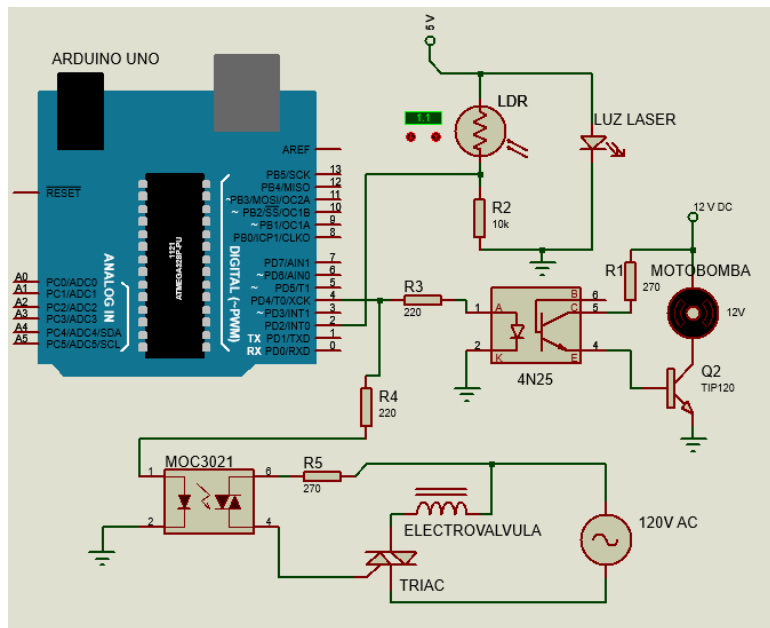 ARDUINO UNO
5 V
LDR
1.1
LUZ LASER
AREF
13
PB5/SCK
12
PB4/MISO
11
~PB3/MOSI/OC2A
10
~ PB2/SS/OC1B
9
~ PB1/OC1A
8
PB0/ICP1/CLKO
RESET
1121
ATMEGA328P-PU
DIGITAL (~PWM)
ANALOG IN
7
PD7/AIN1
6
~ PD6/AIN0
5
~ PD5/T1
4
PD4/T0/XCK
3
~ PD3/INT1
2
PD2/INT0
1
TX PD1/TXD
0
RX PD0/RXD
A0 PC0/ADC0
A1 PC1/ADC1
A2 PC2/ADC2
A3 PC3/ADC3
A4 PC4/ADC4/SDA
A5 PC5/ADC5/SCL
R2
10k
12 V DC
R1
270
MOTOBOMBA
12V
R3
220
1 A
2 K
B 6
C 5
E 4
4N25
Q2
TIP120
R4
220
MOC3021
1
2
6
4
R5
270
ELECTROVALVULA
TRIAC
120V AC